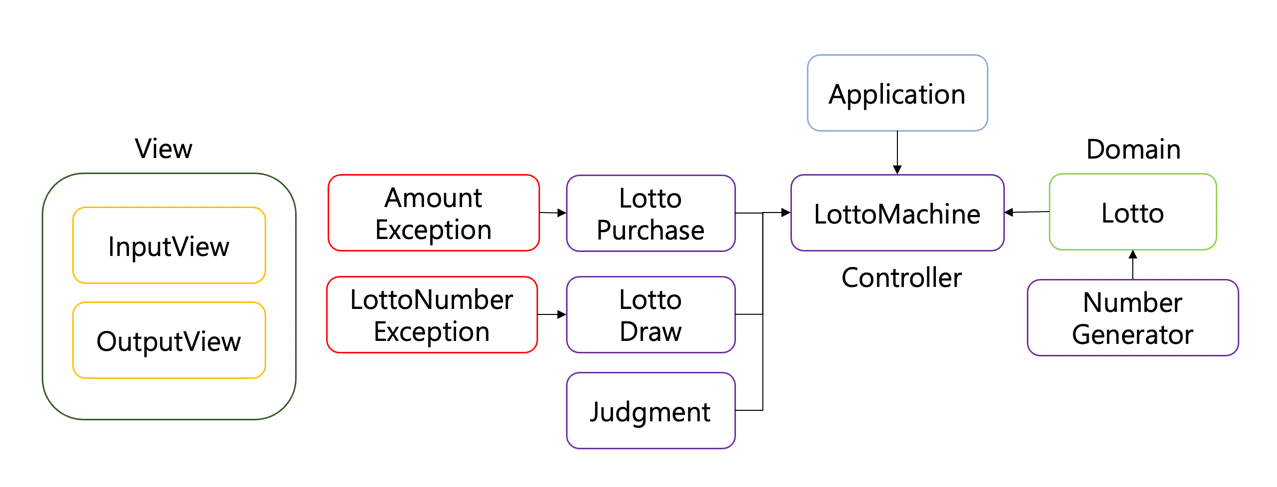 View
InputView
OutputView
Amount
Exception
LottoNumber
Exception
Lotto
Purchase
Lotto
Draw
Judgment
Application
LottoMachine
Controller
Domain
Lotto
Number
Generator